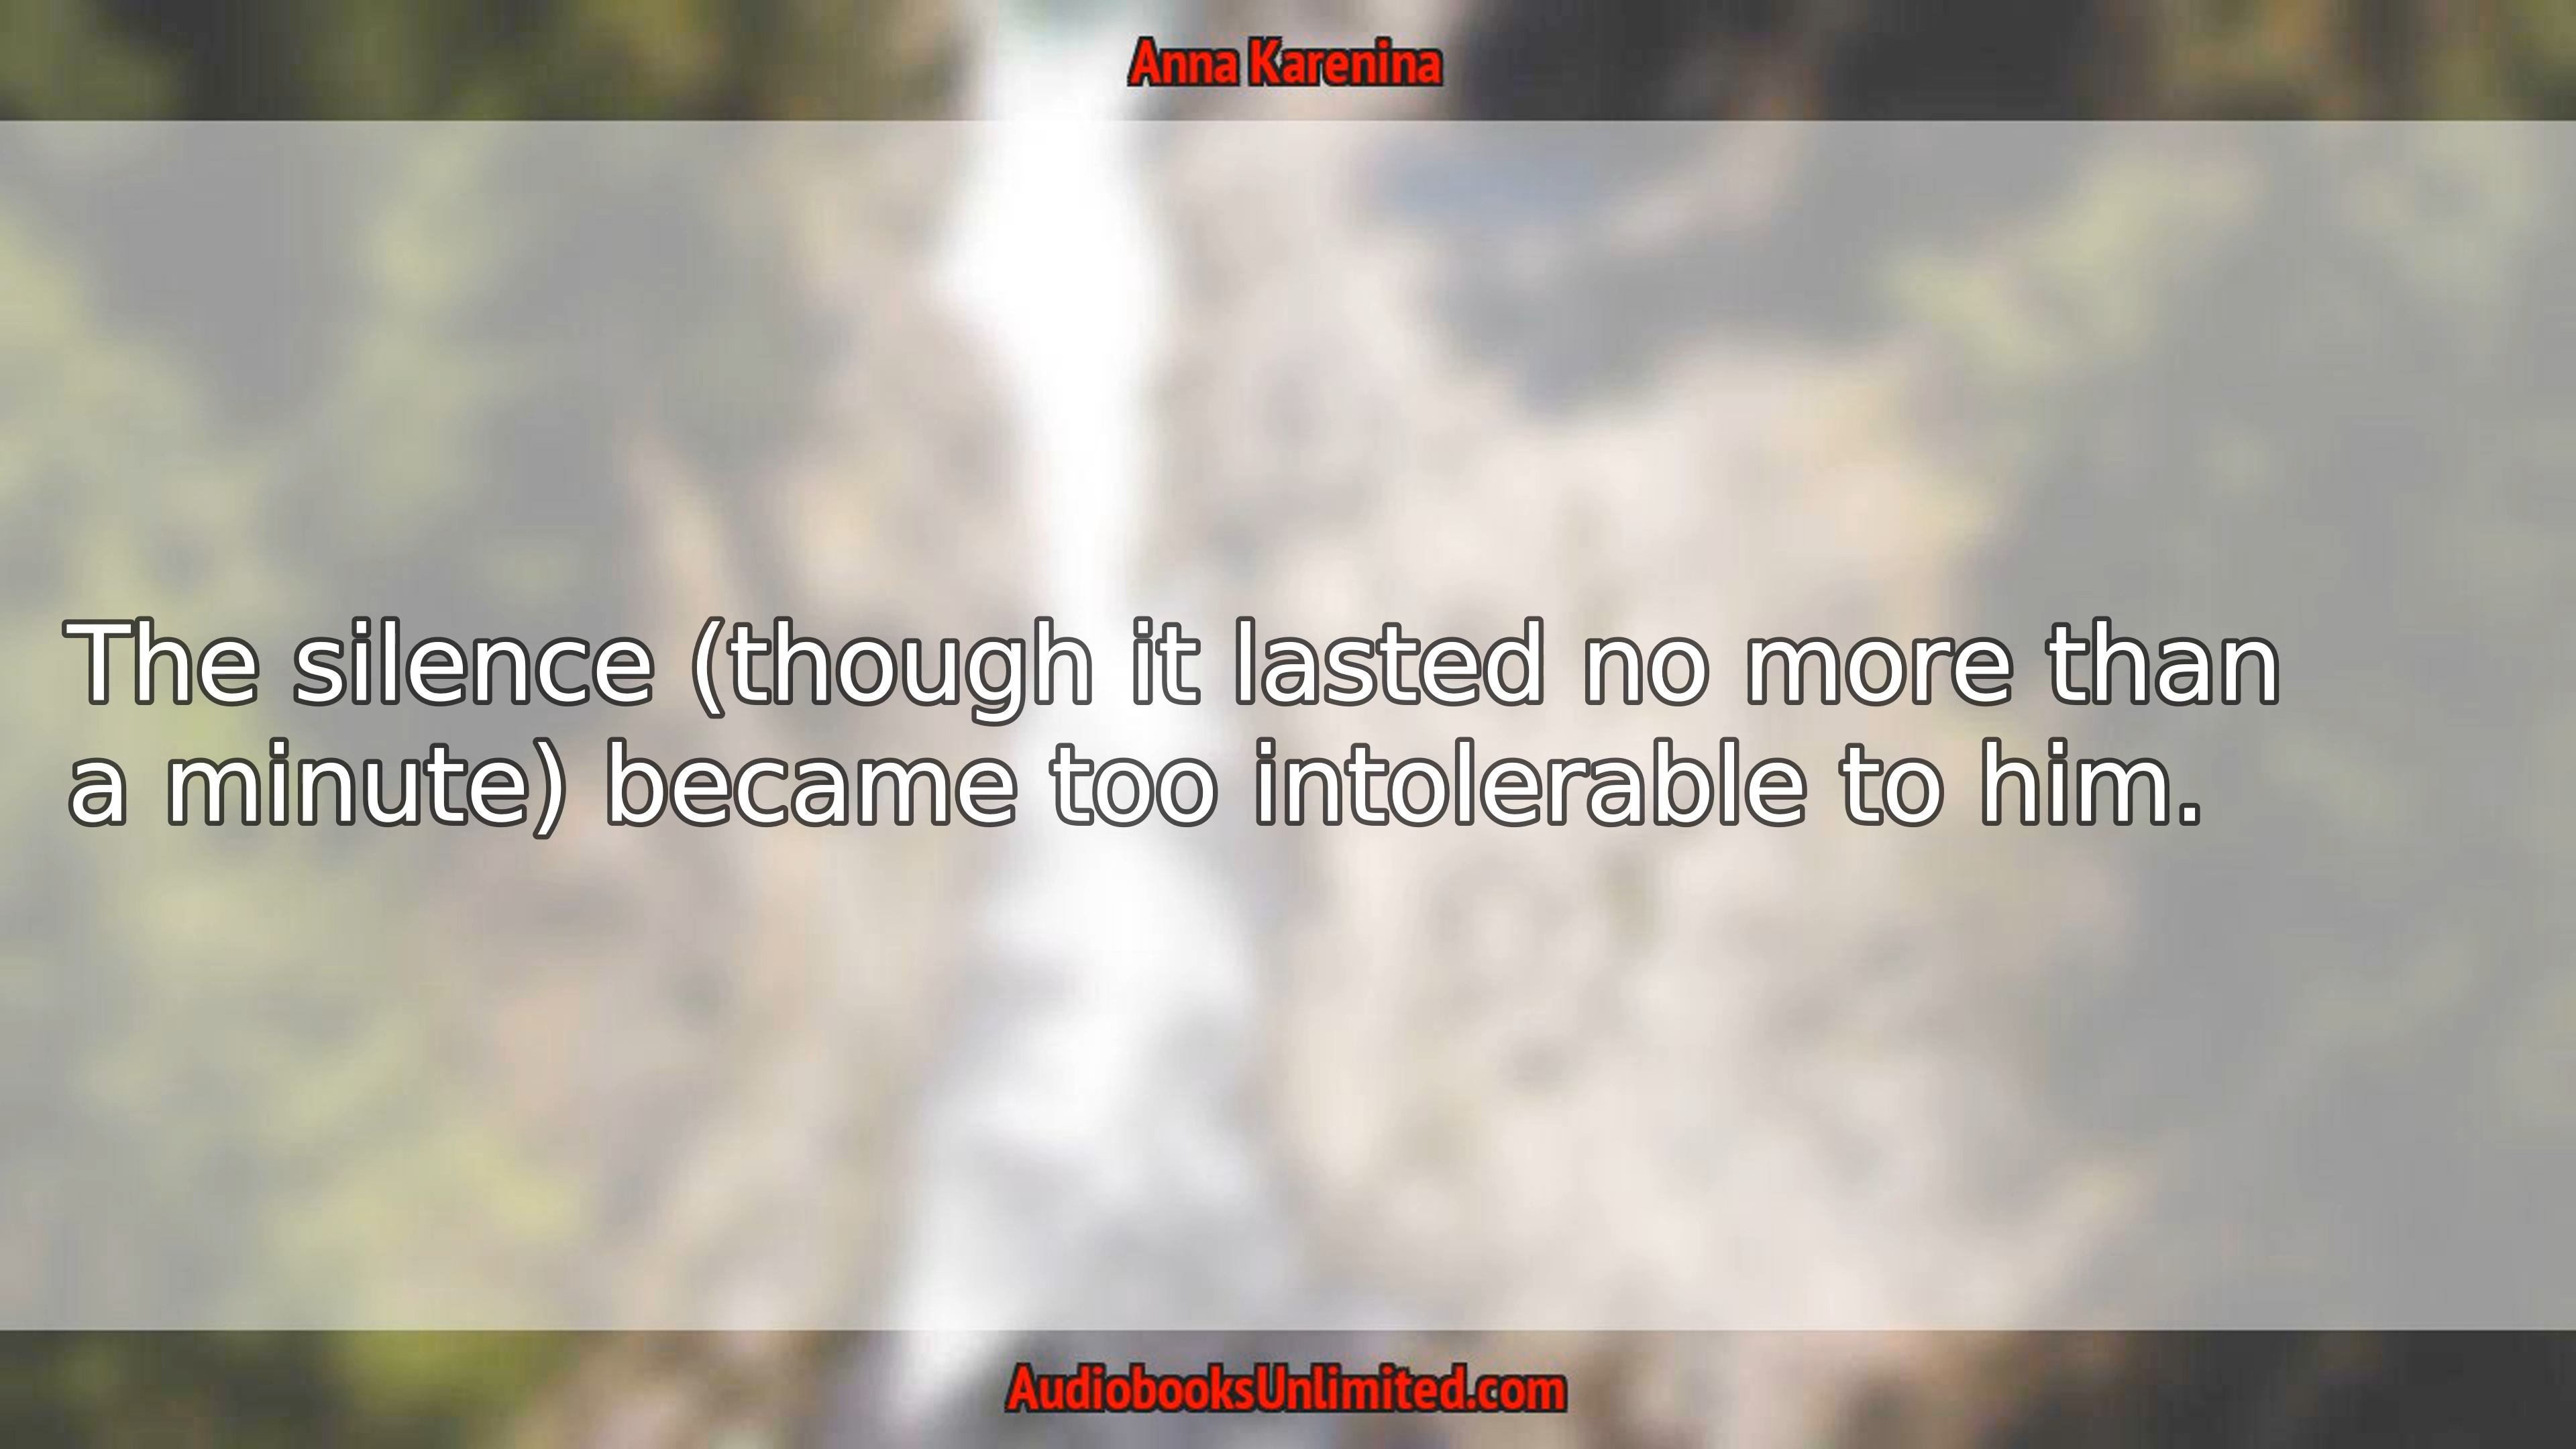 Anna Karenina
The silence (though it lasted no more than
a minute) became too intolerable to him.
AudiobooksUnlimited.com